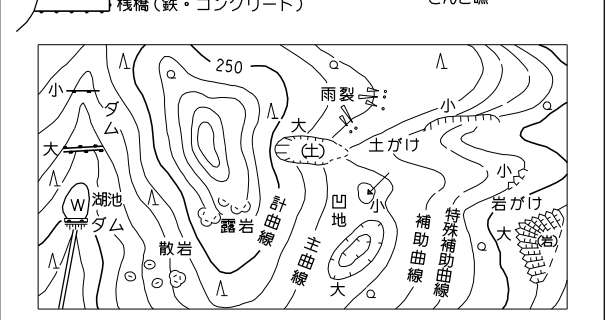 桟橋(鉄・コンクリート)
250
小
ダム
大
湖池
W
ダム
雨裂
小
大
(土)
土がけ
小
岩がけ
大
(岩)
凹地
小
大
露岩
散岩
計曲線
主曲線
補助曲線
特殊補助曲線